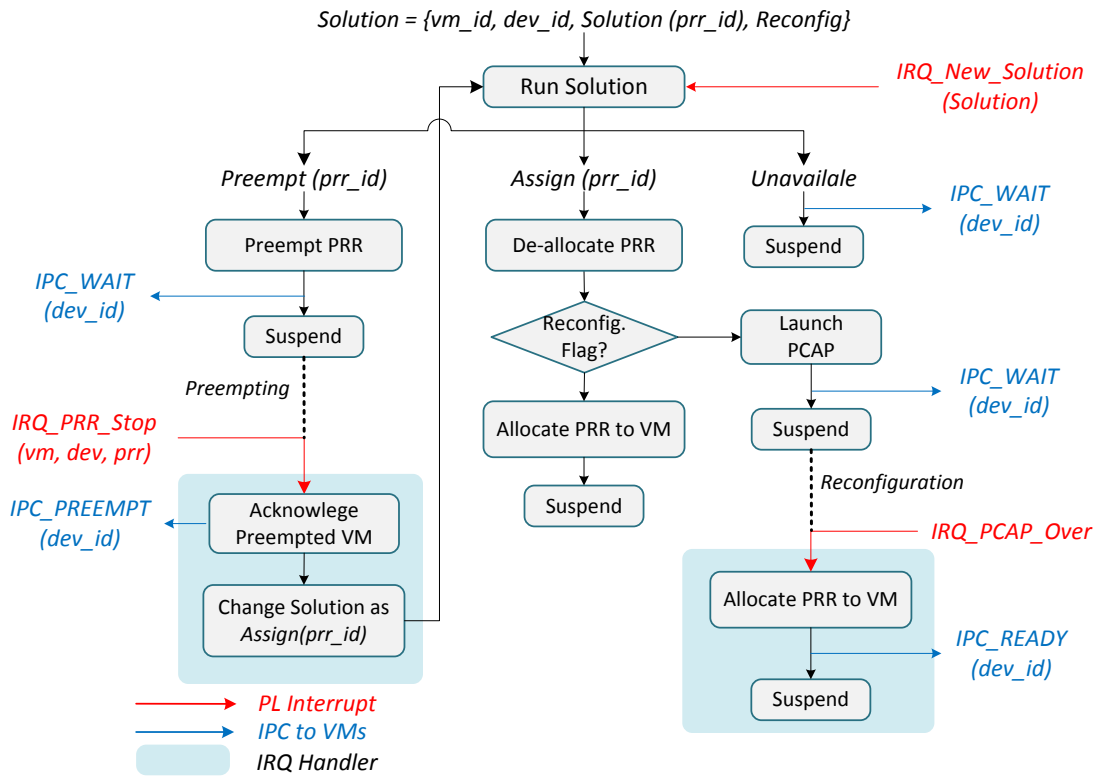 Solution = {vm_id, dev_id, Solution (prr_id), Reconfig}
Run Solution
IRQ_New_Solution
(Solution)
Preempt (prr_id)
Assign (prr_id)
Unavailale
IPC_WAIT
(dev_id)
Preempt PRR
De-allocate PRR
Suspend
IPC_WAIT
(dev_id)
Suspend
Reconfig.
Flag?
Launch
PCAP
IPC_WAIT
(dev_id)
Preempting
IRQ_PRR_Stop
(vm, dev, prr)
Allocate PRR to VM
Suspend
Suspend
Reconfiguration
IPC_PREEMPT
(dev_id)
Acknowlege
Preempted VM
IRQ_PCAP_Over
Change Solution as
Assign(prr_id)
Allocate PRR to VM
IPC_READY
(dev_id)
Suspend
PL Interrupt
IPC to VMs
IRQ Handler